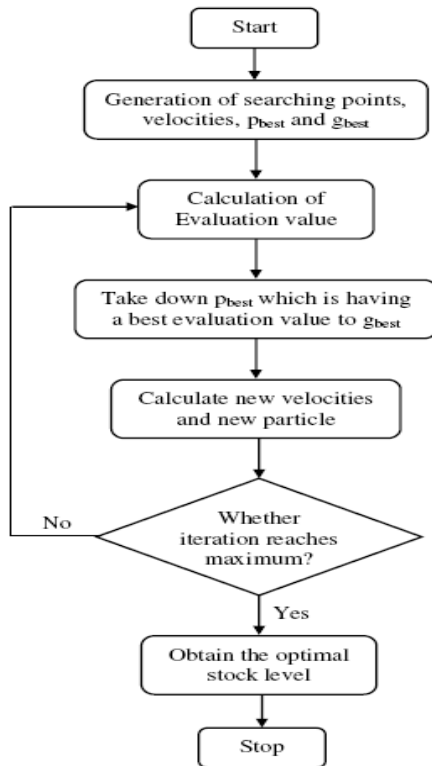 Start
Generation of searching points,
velocities, pbest and gbest
Calculation of
Evaluation value
Take down pbest which is having
a best evaluation value to gbest
Calculate new velocities
and new particle
Whether
iteration reaches
maximum?
No
Yes
Obtain the optimal
stock level
Stop